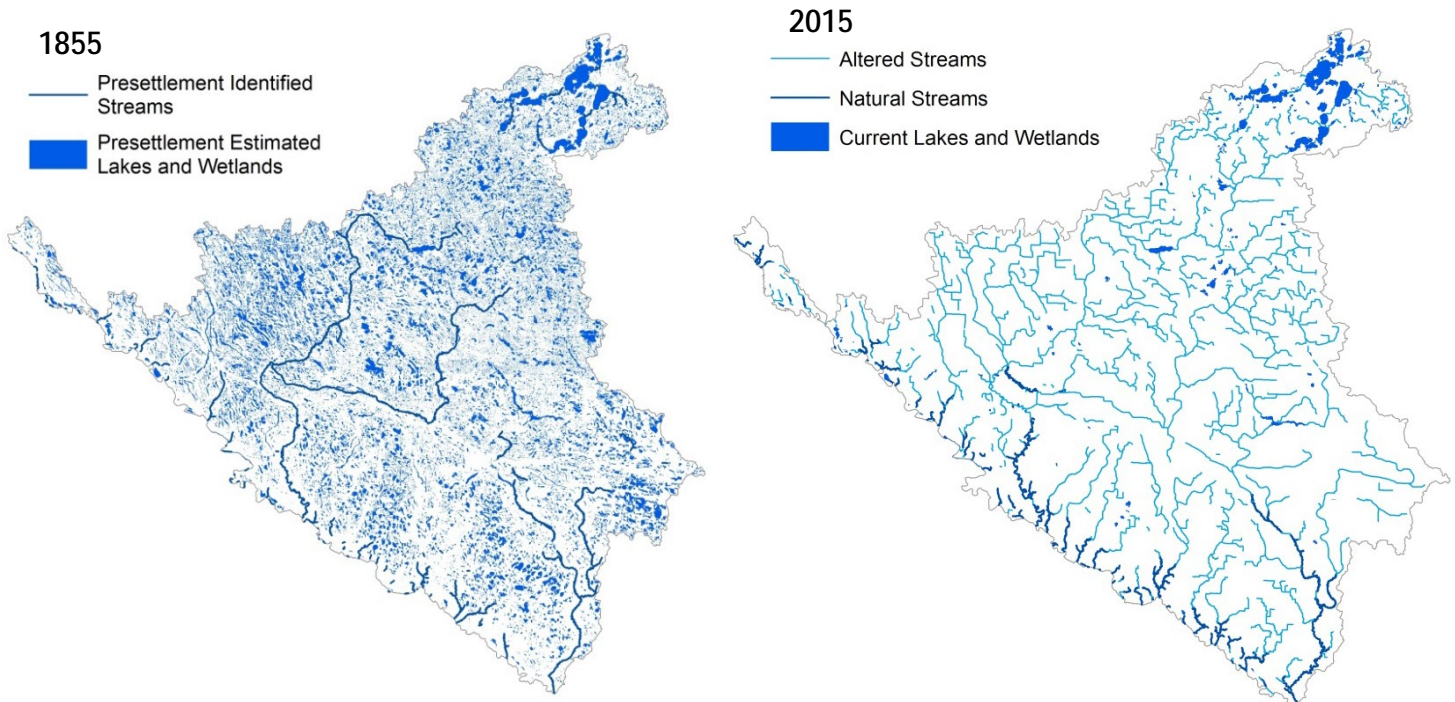 1855
Presettlement Identified
Streams
Presettlement Estimated
Lakes and Wetlands
2015
Altered Streams
Natural Streams
Current Lakes and Wetlands